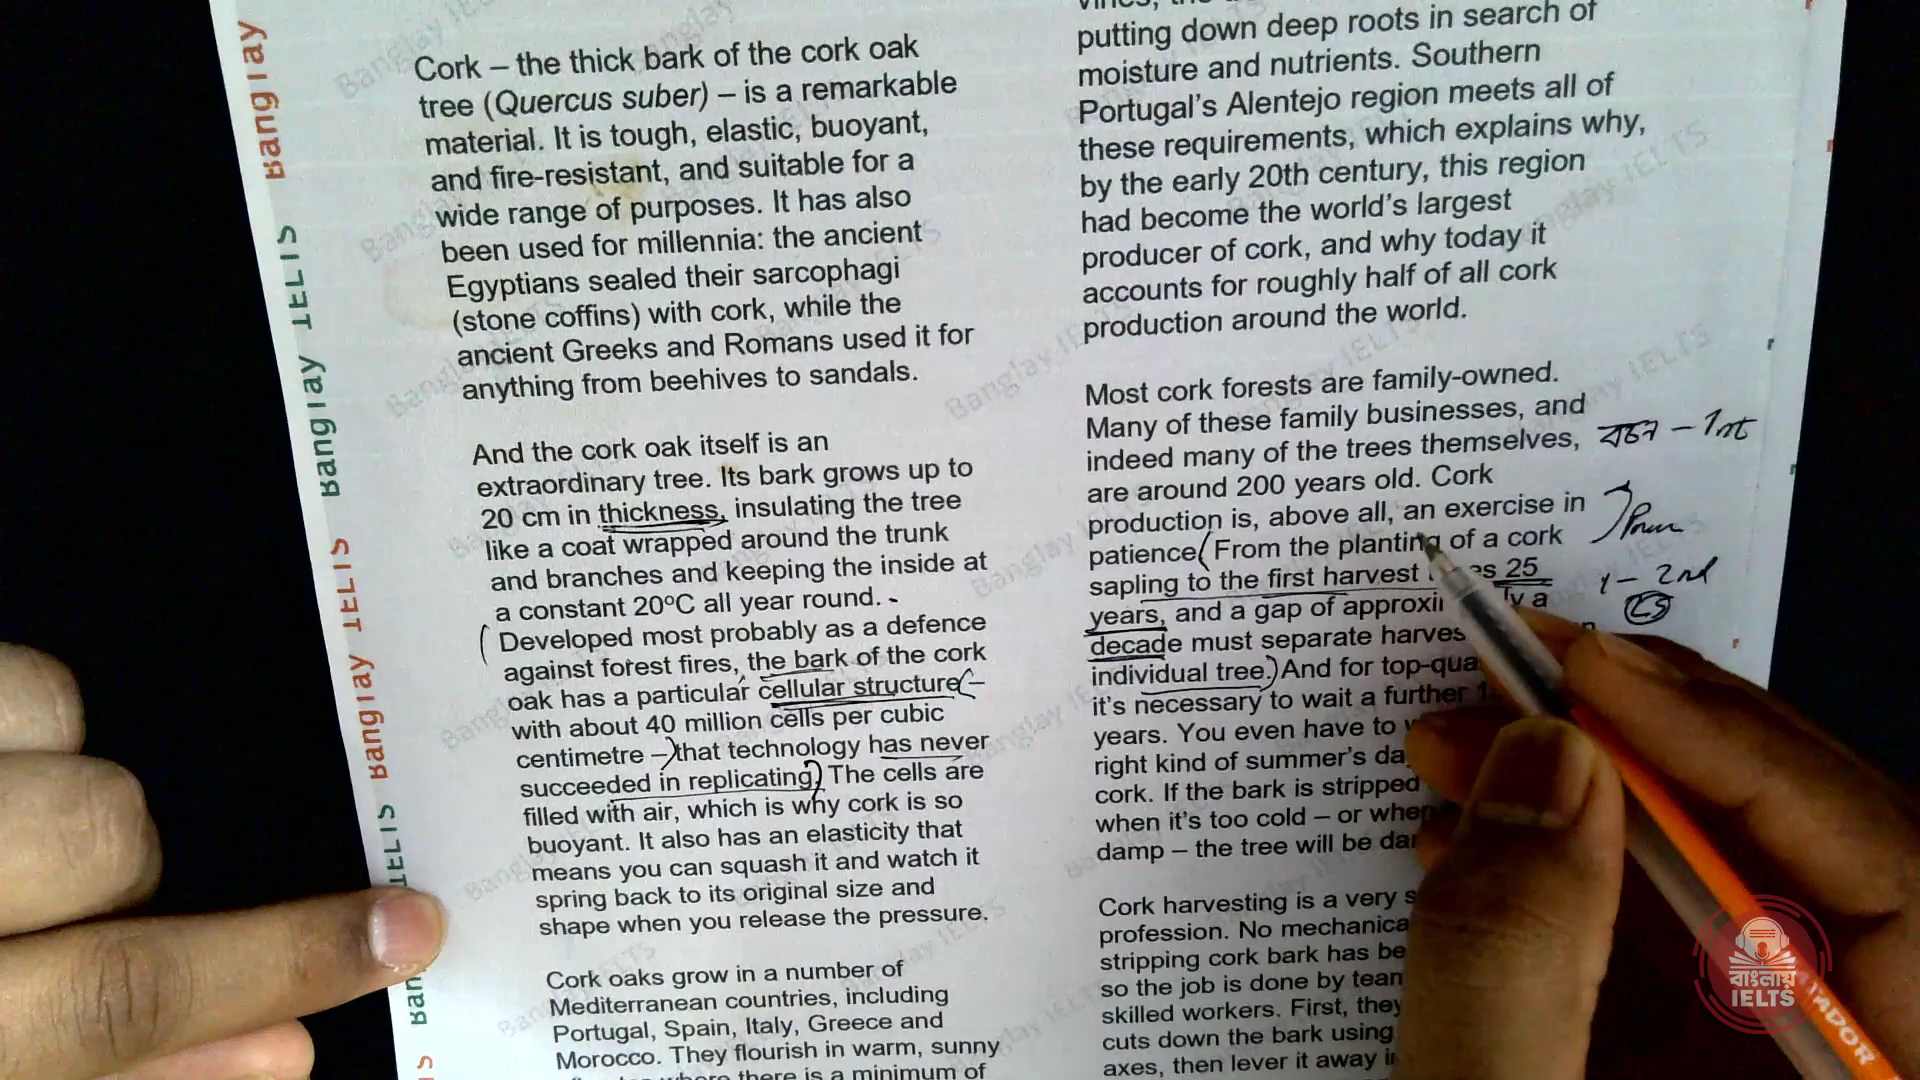 Cork – the thick bark of the cork oak
tree (Quercus suber) – is a remarkable
material. It is tough, elastic, buoyant,
and fire-resistant, and suitable for a
wide range of purposes. It has also
been used for millennia: the ancient
Egyptians sealed their sarcophagi
(stone coffins) with cork, while the
ancient Greeks and Romans used it for
anything from beehives to sandals.
And the cork oak itself is an
extraordinary tree. Its bark grows up to
20 cm in thickness, insulating the tree
like a coat wrapped around the trunk
and branches and keeping the inside at
a constant 20ºC all year round.
Developed most probably as a defence
against forest fires, the bark of the cork
oak has a particular cellular structure –
with about 40 million cells per cubic
centimetre – that technology has never
succeeded in replicating. The cells are
filled with air, which is why cork is so
buoyant. It also has an elasticity that
means you can squash it and watch it
spring back to its original size and
shape when you release the pressure.
Cork oaks grow in a number of
Mediterranean countries, including
Portugal, Spain, Italy, Greece and
Morocco. They flourish in warm, sunny
where there is a minimum of
putting down deep roots in search of
moisture and nutrients. Southern
Portugal's Alentejo region meets all of
these requirements, which explains why,
by the early 20th century, this region
had become the world's largest
producer of cork, and why today it
accounts for roughly half of all cork
production around the world.
Most cork forests are family-owned.
Many of these family businesses, and
indeed many of the trees themselves,
are around 200 years old. Cork
production is, above all, an exercise in
patience. From the planting of a cork
sapling to the first harvest 25
years, and a gap of a
decade must separate
individual tree. And for
it's necessary to wait a further
years. You even have to
right kind of summer's
cork. If the bark is stripped
when it's too cold – or when
damp – the tree will be
Cork harvesting is a very
profession. No
stripping cork bark has
so the job is done by
skilled workers. First, they
cuts down the bark using
axes, then lever it away
– 1st
1 – 2nd
25
Banglay IELTS
Banglay IELTS
Banglay IELTS
বাংলায়
IELTS